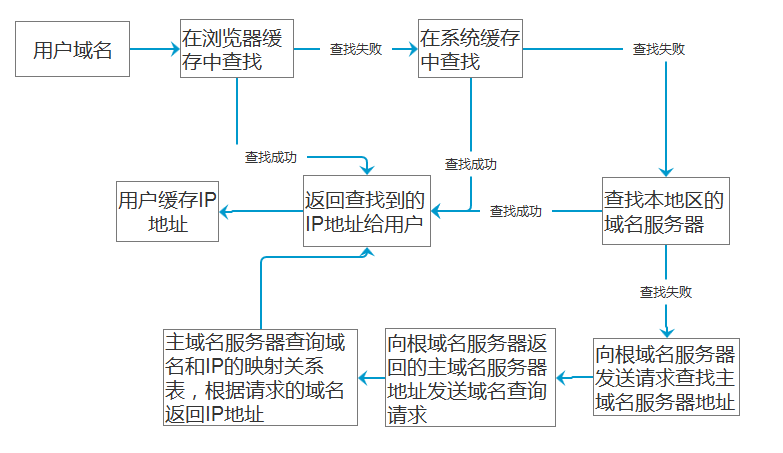 用户域名
在浏览器缓
存中查找
查找失败
在系统缓存
中查找
查找失败
查找成功
查找成功
用户缓存IP
地址
返回查找到的
IP地址给用户
查找成功
查找本地区的
域名服务器
查找失败
主域名服务器查询域
名和IP的映射关系
表，根据请求的域名
返回IP地址
向根域名服务器返
回的主域名服务器
地址发送域名查询
请求
向根域名服务器
发送请求查找主
域名服务器地址